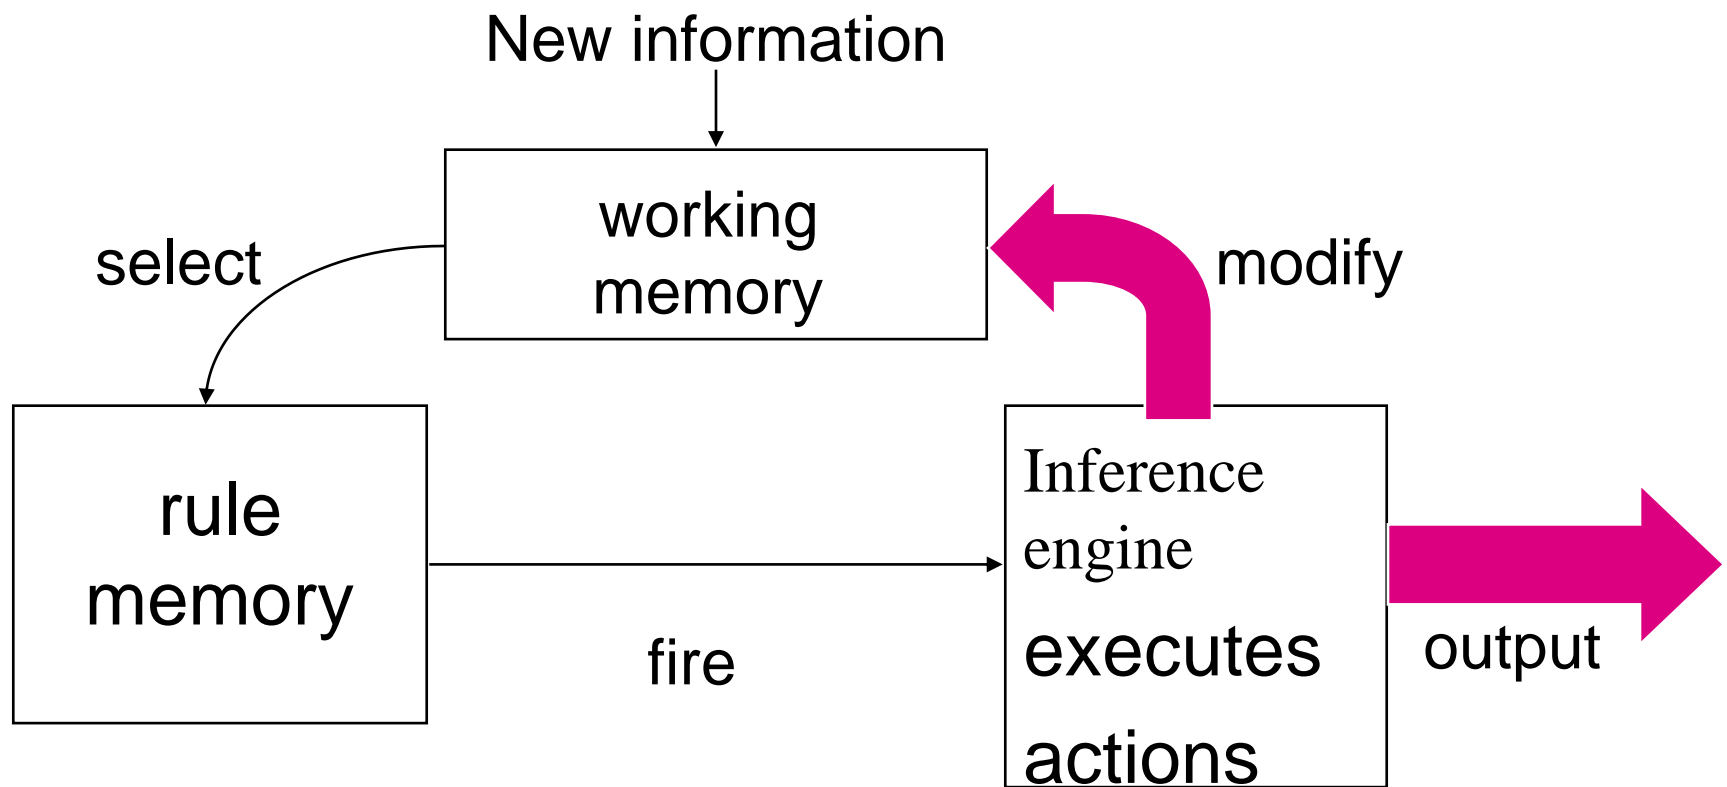 New information
working
memory
select
modify
rule
memory
fire
Inference
engine
executes
actions
output